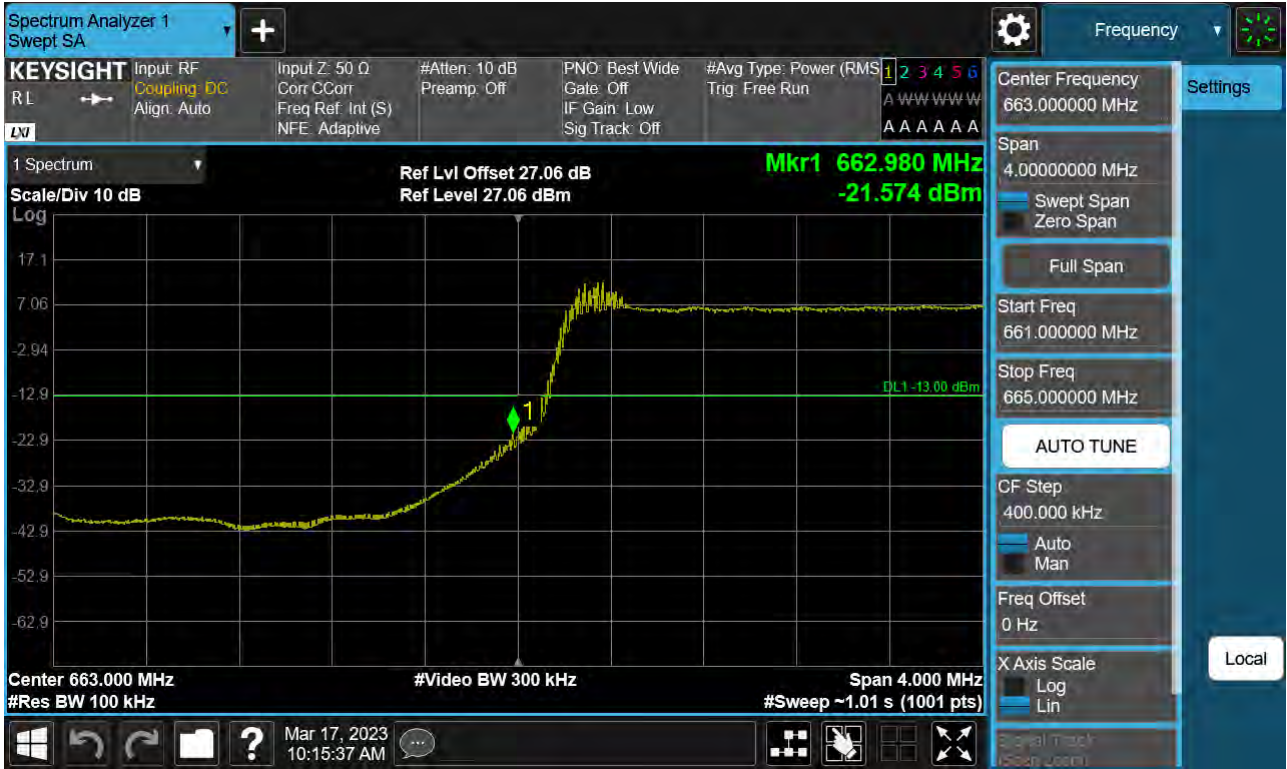 Spectrum Analyzer 1
Swept SA
+
Frequency
KEYSIGHT
RL
LXI
Input: RF
Coupling: DC
Align: Auto
Input Z: 50 Ω
Corr CCorr
Freq Ref: Int (S)
NFE: Adaptive
#Atten: 10 dB
Preamp: Off
PNO: Best Wide
Gate: Off
IF Gain: Low
Sig Track: Off
#Avg Type: Power (RMS
Trig: Free Run
1 2 3 4 5 6
A W W W W W
A A A A A A
1 Spectrum
Scale/Div 10 dB
Log
Ref Lvl Offset 27.06 dB
Ref Level 27.06 dBm
Mkr1 662.980 MHz
-21.574 dBm
17.1
7.06
-2.94
-12.9
-22.9
-32.9
-42.9
-52.9
-62.9
DL1 -13.00 dBm
1
Center 663.000 MHz
#Res BW 100 kHz
#Video BW 300 kHz
Span 4.000 MHz
#Sweep ~1.01 s (1001 pts)
Center Frequency
663.000000 MHz
Span
4.00000000 MHz
Swept Span
Zero Span
Full Span
Start Freq
661.000000 MHz
Stop Freq
665.000000 MHz
AUTO TUNE
CF Step
400.000 kHz
Auto
Man
Freq Offset
0 Hz
X Axis Scale
Log
Lin
Signal Track
(Span Zoom)
Settings
Local
?
Mar 17, 2023
10:15:37 AM